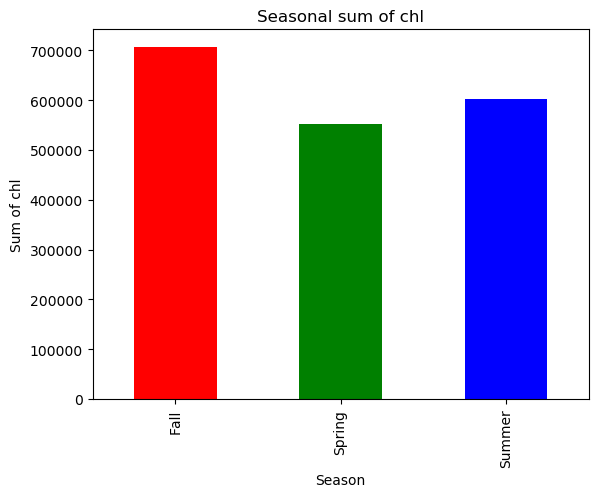 Seasonal sum of chl
Sum of chl
700000
600000
500000
400000
300000
200000
100000
0
Fall
Spring
Summer
Season